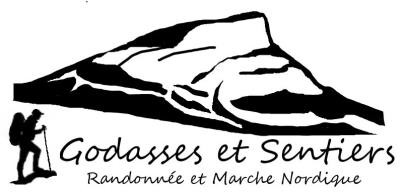 Godasses et Sentiers
Randonnée et Marche Nordique